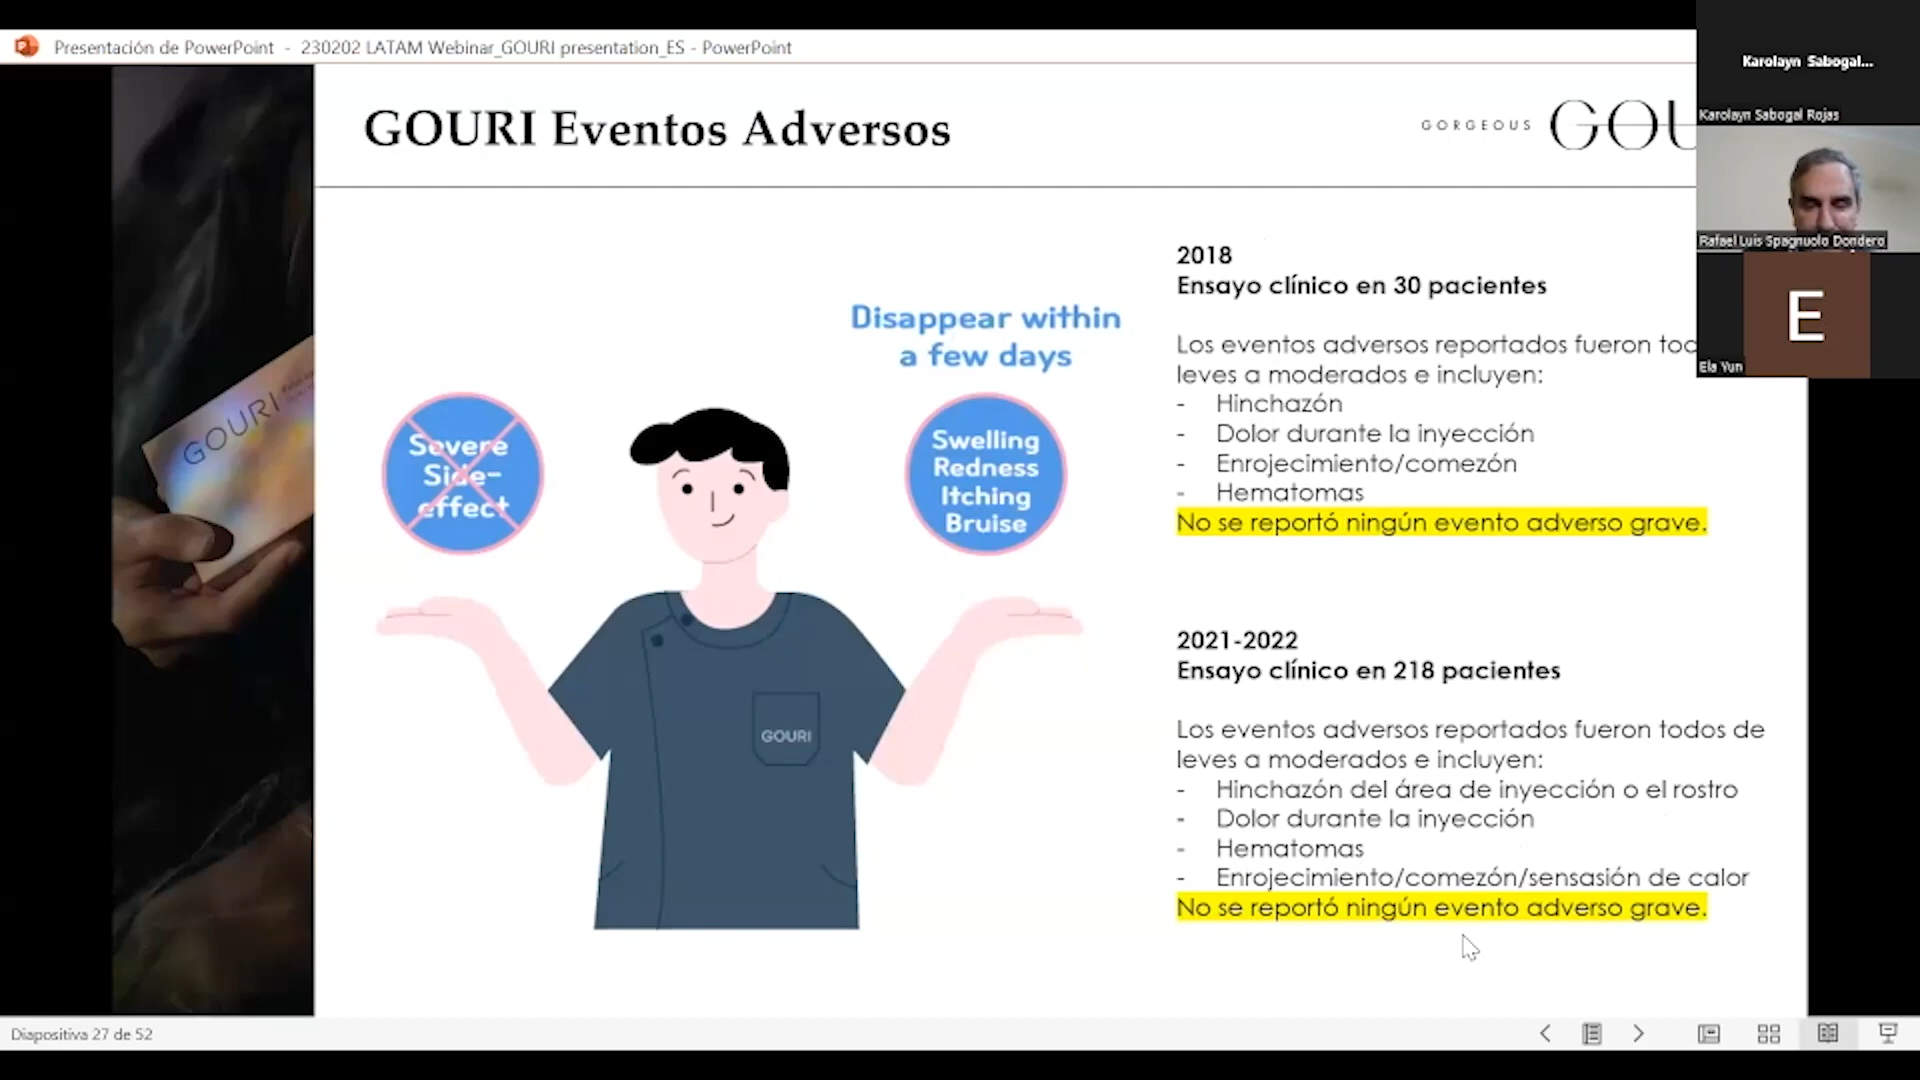 Presentación de PowerPoint - 230202 LATAM Webinar_GOURI presentation_ES - PowerPoint
Karolayn Sabogal...
Karolayn Sabogal Rojas
Rafael Luis Spagnuolo Dondero
E
Ela Yun
GOURI Eventos Adversos
GORGEOUS GOU
GOURI
Disappear within
a few days
Severe
Side-
effect
Swelling
Redness
Itching
Bruise
GOURI
2018
Ensayo clínico en 30 pacientes
Los eventos adversos reportados fueron
leves a moderados e incluyen:
- Hinchazón
- Dolor durante la inyección
- Enrojecimiento/comezón
- Hematomas
No se reportó ningún evento adverso grave.
2021-2022
Ensayo clínico en 218 pacientes
Los eventos adversos reportados fueron todos de
leves a moderados e incluyen:
- Hinchazón del área de inyección o el rostro
- Dolor durante la inyección
- Hematomas
- Enrojecimiento/comezón/sensasión de calor
No se reportó ningún evento adverso grave.
Diapositiva 27 de 52